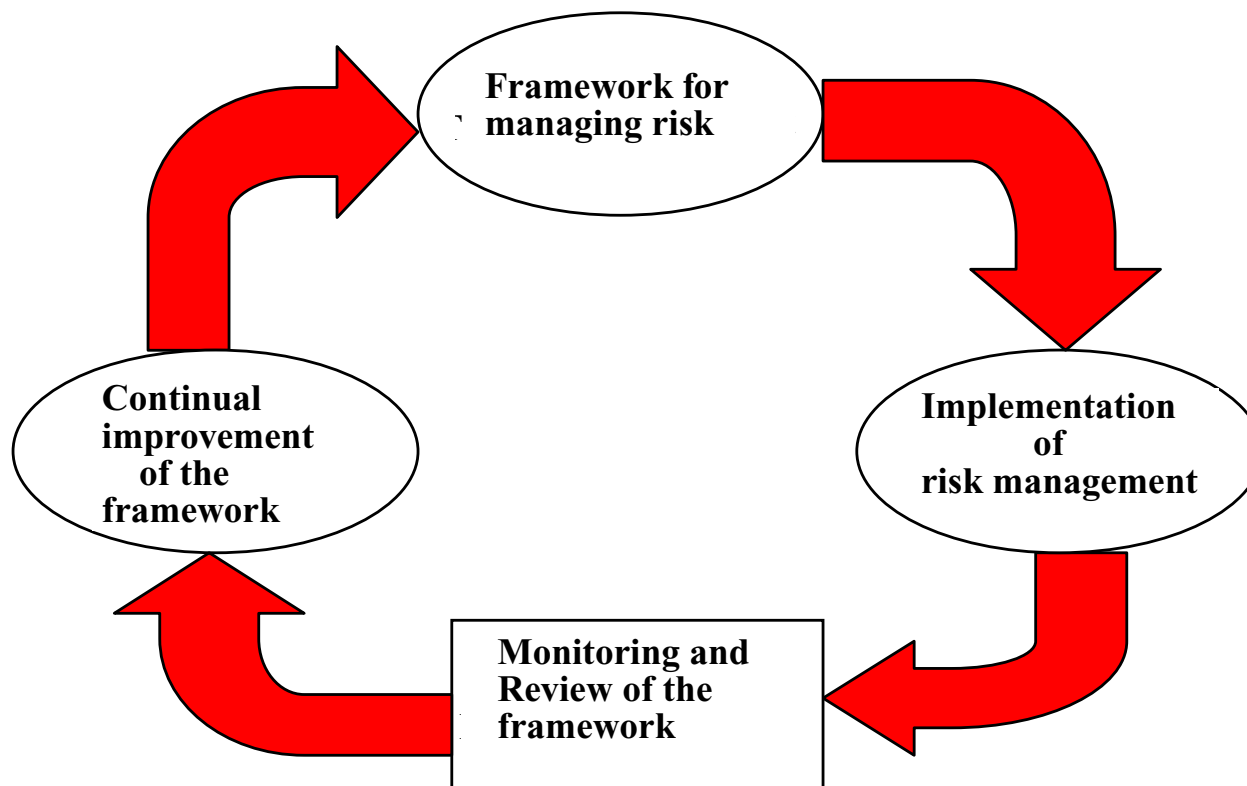 Framework for
managing risk
Implementation
of
risk management
Monitoring and
Review of the
framework
Continual
improvement
of the
framework